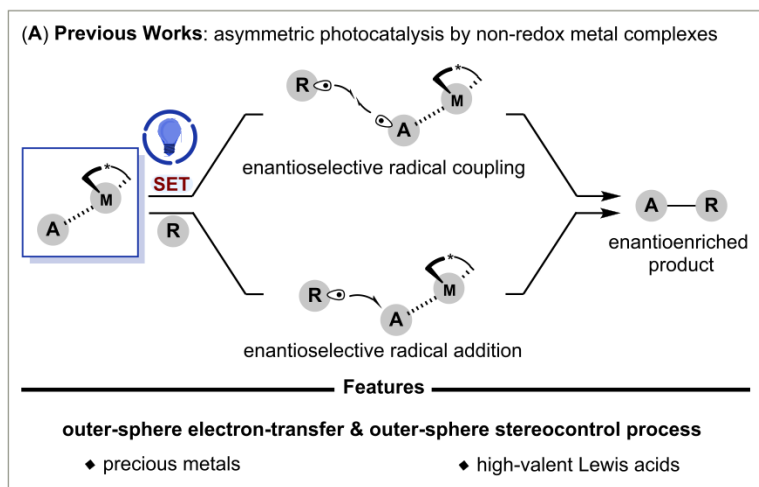 (A) Previous Works: asymmetric photocatalysis by non-redox metal complexes
R
A
M
*
enantioselective radical coupling
A
M
*
SET
R
A
R
enantioenriched
product
R
A
M
*
enantioselective radical addition
Features
outer-sphere electron-transfer & outer-sphere stereocontrol process
◆ precious metals
◆ high-valent Lewis acids